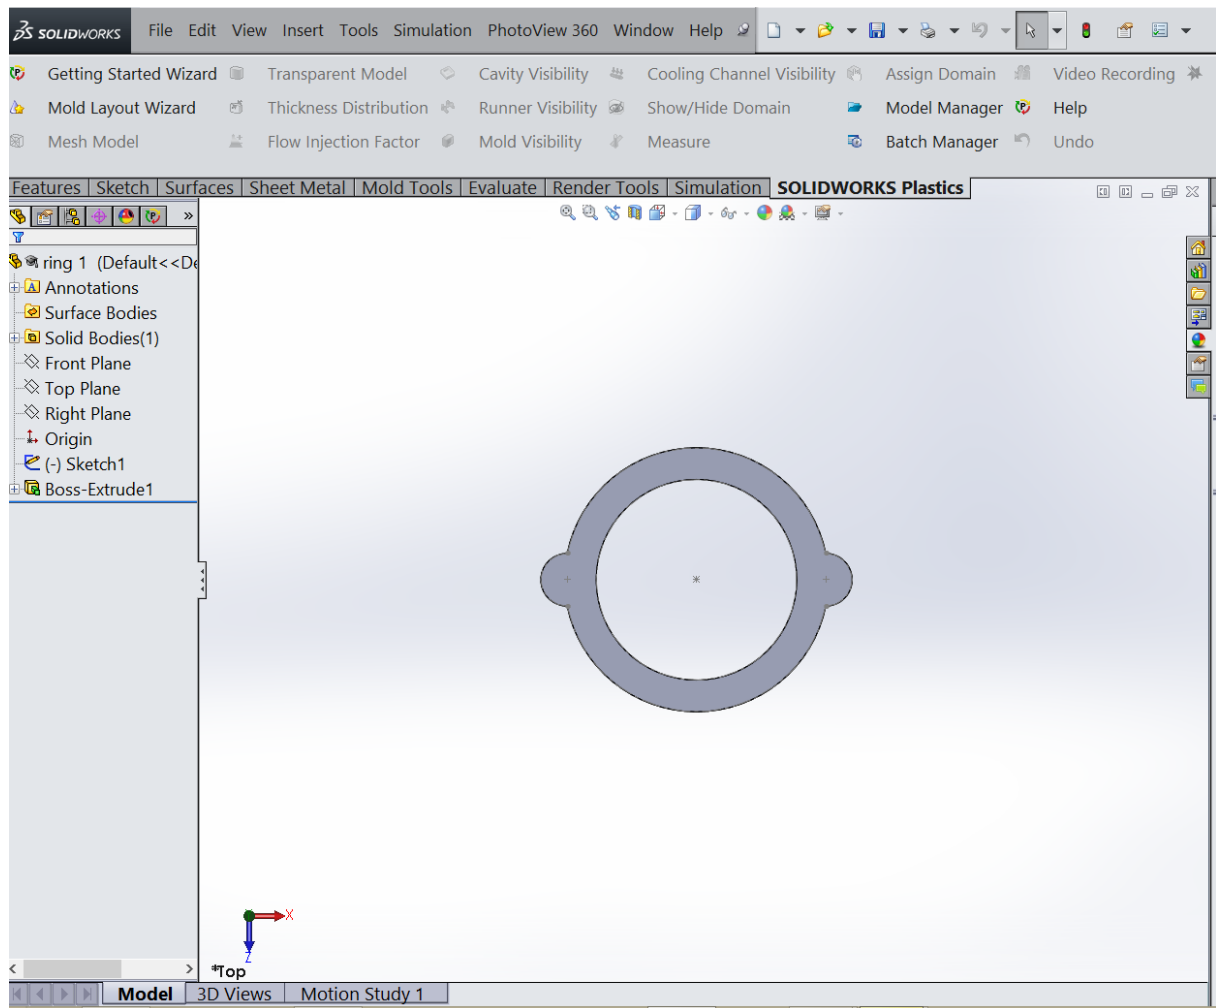 SOLIDWORKS File Edit View Insert Tools Simulation PhotoView 360 Window Help
Getting Started Wizard Transparent Model Cavity Visibility Cooling Channel Visibility Assign Domain Video Recording
Mold Layout Wizard Thickness Distribution Runner Visibility Show/Hide Domain Model Manager Help
Mesh Model Flow Injection Factor Mold Visibility Measure Batch Manager Undo
Features Sketch Surfaces Sheet Metal Mold Tools Evaluate Render Tools Simulation SOLIDWORKS Plastics
»
ring 1 (Default<<De
A Annotations
Surface Bodies
Solid Bodies(1)
Front Plane
Top Plane
Right Plane
Origin
(-) Sketch1
Boss-Extrude1
X
Z
*Top
Model 3D Views Motion Study 1